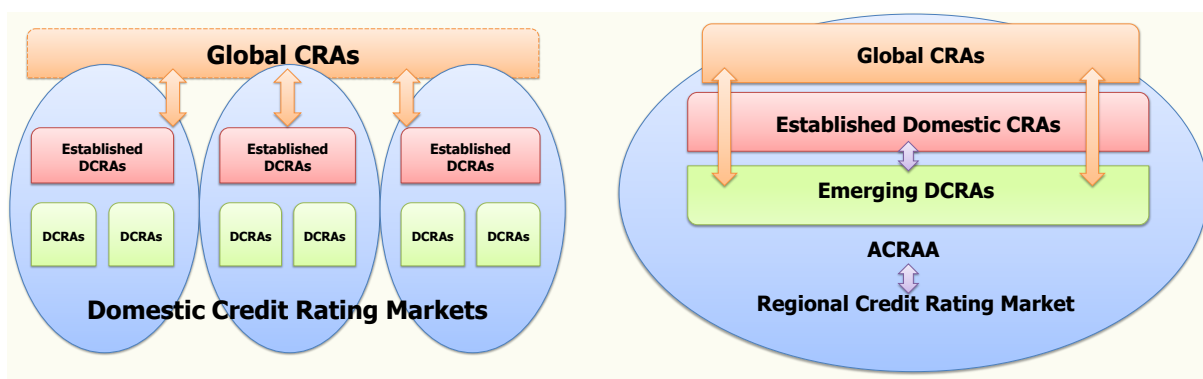 Global CRAs
Established
DCRAs
Established
DCRAs
Established
DCRAs
DCRAs
DCRAs
DCRAs
DCRAs
DCRAs
DCRAs
Domestic Credit Rating Markets
Global CRAs
Established Domestic CRAs
Emerging DCRAs
ACRAA
Regional Credit Rating Market